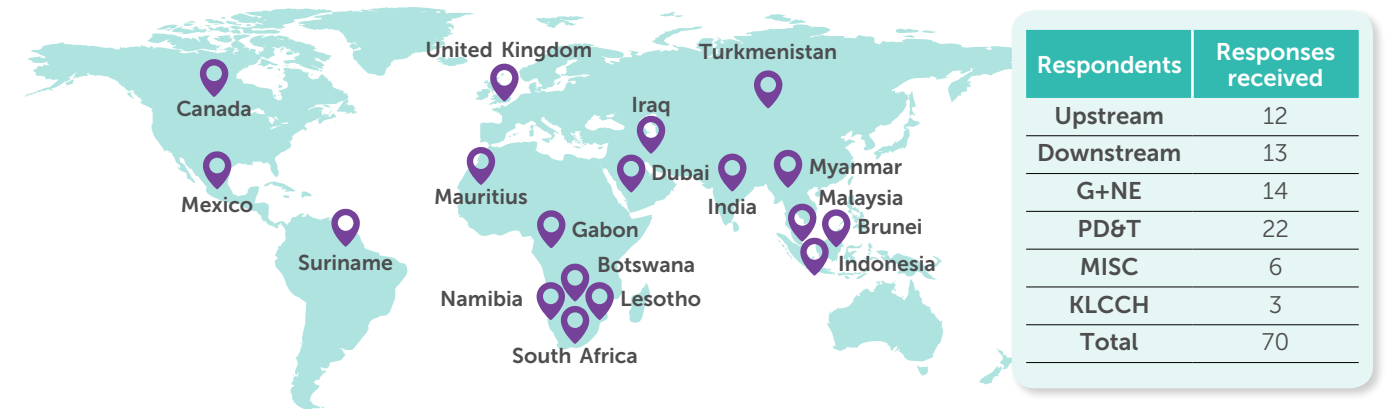 United Kingdom
Turkmenistan
Canada
Iraq
Mauritius
Dubai
India
Myanmar
Malaysia
Mexico
Brunei
Gabon
Suriname
Botswana
Indonesia
Namibia
Lesotho
South Africa
Respondents
Responses
received
Upstream 12
Downstream 13
G+NE 14
PD&T 22
MISC 6
KLCCH 3
Total 70